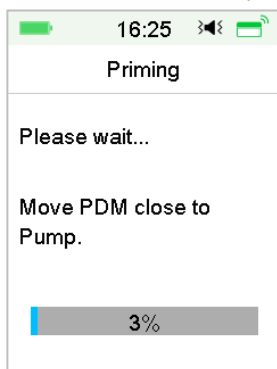 16:25
Priming
Please wait...
Move PDM close to
Pump.
3%